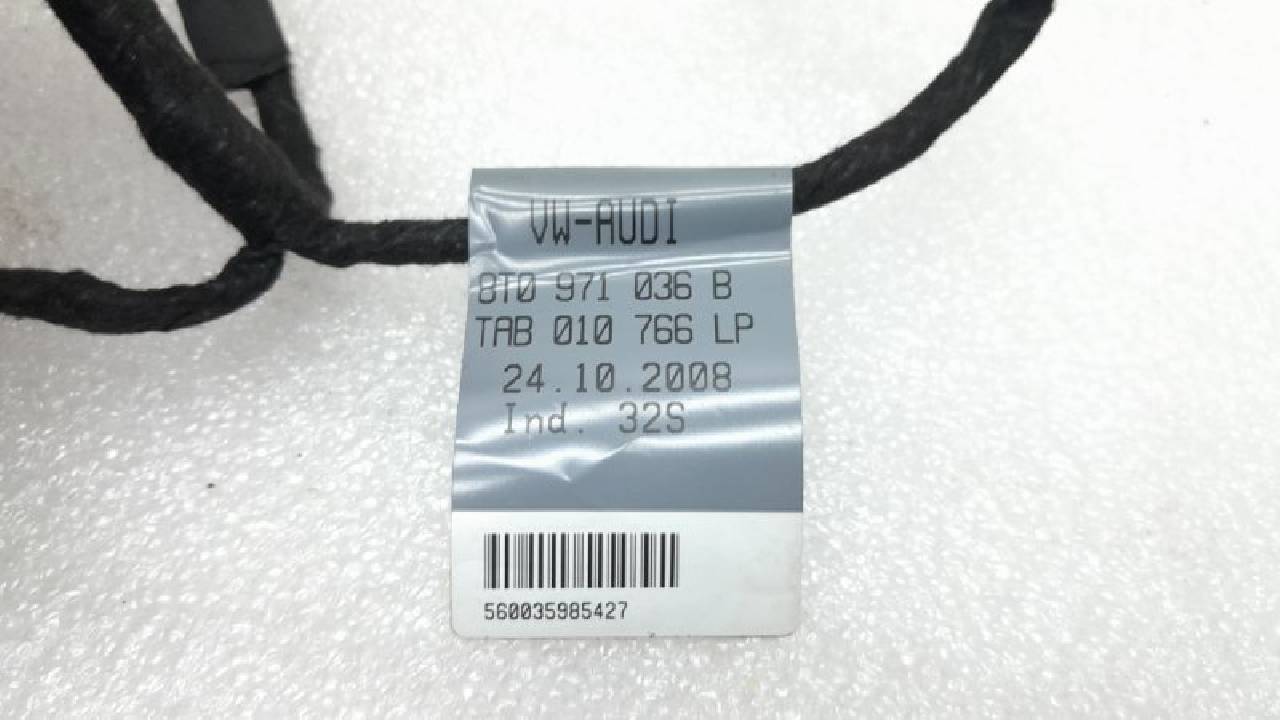 VW-AUDI
8T0 971 036 B
TAB 010 766 LP
24.10.2008
Ind. 32S
560035985427